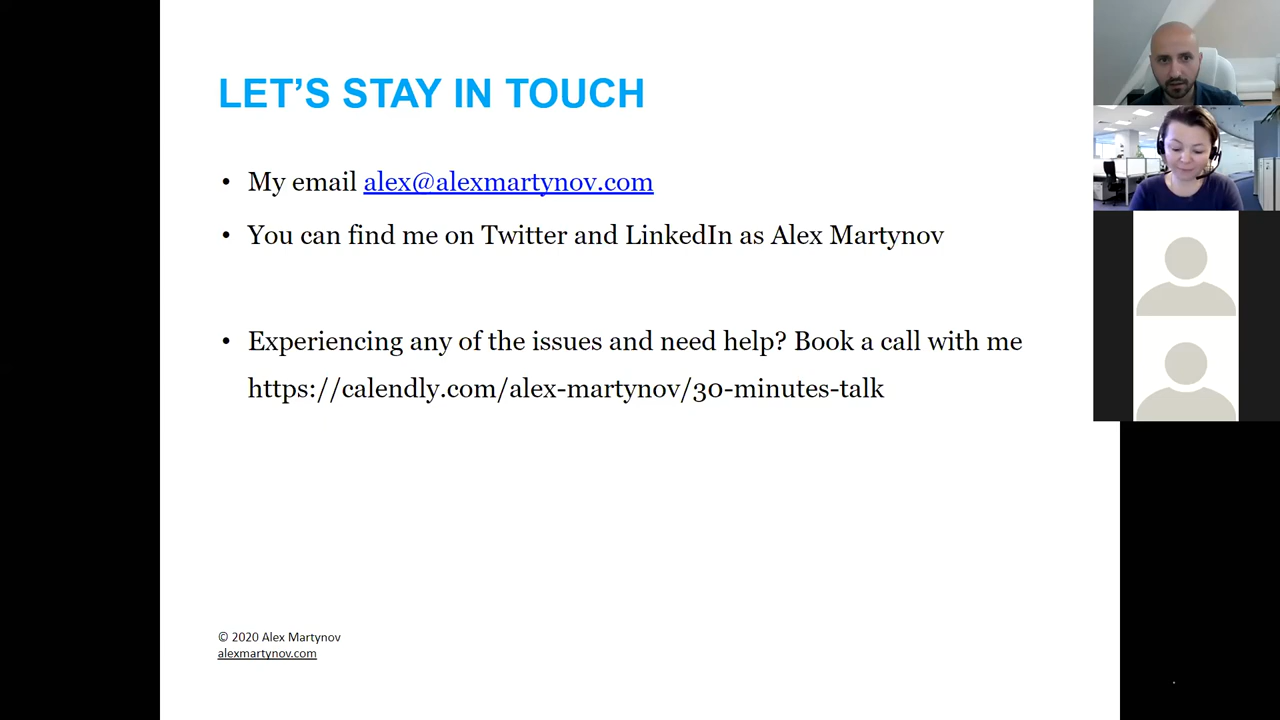 LET’S STAY IN TOUCH
• My email alex@alexmartynov.com
• You can find me on Twitter and LinkedIn as Alex Martynov
• Experiencing any of the issues and need help? Book a call with me
https://calendly.com/alex-martynov/30-minutes-talk
© 2020 Alex Martynov
alexmartynov.com